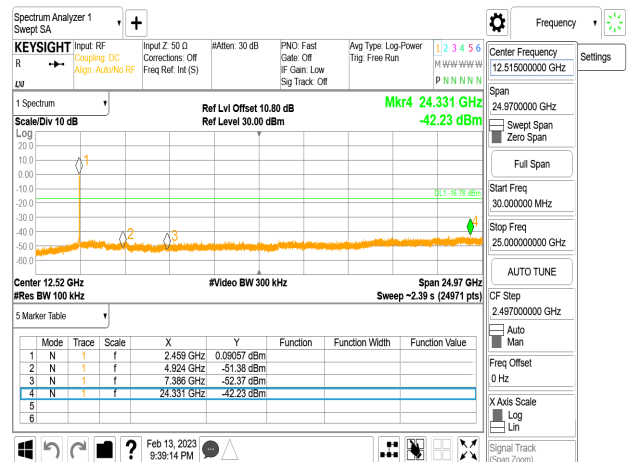 Spectrum Analyzer 1
Swept SA
Frequency
KEYSIGHT
R
LXI
Input: RF
Coupling: DC
Align: Auto/No RF
Input Z: 50 Ω
Corrections: Off
Freq Ref: Int (S)
#Atten: 30 dB
PNO: Fast
Gate: Off
IF Gain: Low
Sig Track: Off
Avg Type: Log-Power
Trig: Free Run
1 2 3 4 5 6
M W W W W W
P N N N N N
Center Frequency
12.515000000 GHz
Settings
Span
24.9700000 GHz
Swept Span
Zero Span
Full Span
Start Freq
30.000000 MHz
Stop Freq
25.000000000 GHz
AUTO TUNE
CF Step
2.497000000 GHz
Auto
Man
Freq Offset
0 Hz
X Axis Scale
Log
Lin
Signal Track
(Span Zoom)
1 Spectrum
Scale/Div 10 dB
Ref Lvl Offset 10.80 dB
Ref Level 30.00 dBm
Mkr4 24.331 GHz
-42.23 dBm
Log
20.0
10.0
0.00
-10.0
-20.0
-30.0
-40.0
-50.0
-60.0
1
2
3
4
DL1 -16.78 dBm
Center 12.52 GHz
#Res BW 100 kHz
#Video BW 300 kHz
Span 24.97 GHz
Sweep ~2.39 s (24971 pts)
5 Marker Table
Mode Trace Scale X Y Function Function Width Function Value
1 N 1 f 2.459 GHz 0.09057 dBm
2 N 1 f 4.924 GHz -51.38 dBm
3 N 1 f 7.386 GHz -52.37 dBm
4 N 1 f 24.331 GHz -42.23 dBm
5
6
?
Feb 13, 2023
9:39:14 PM